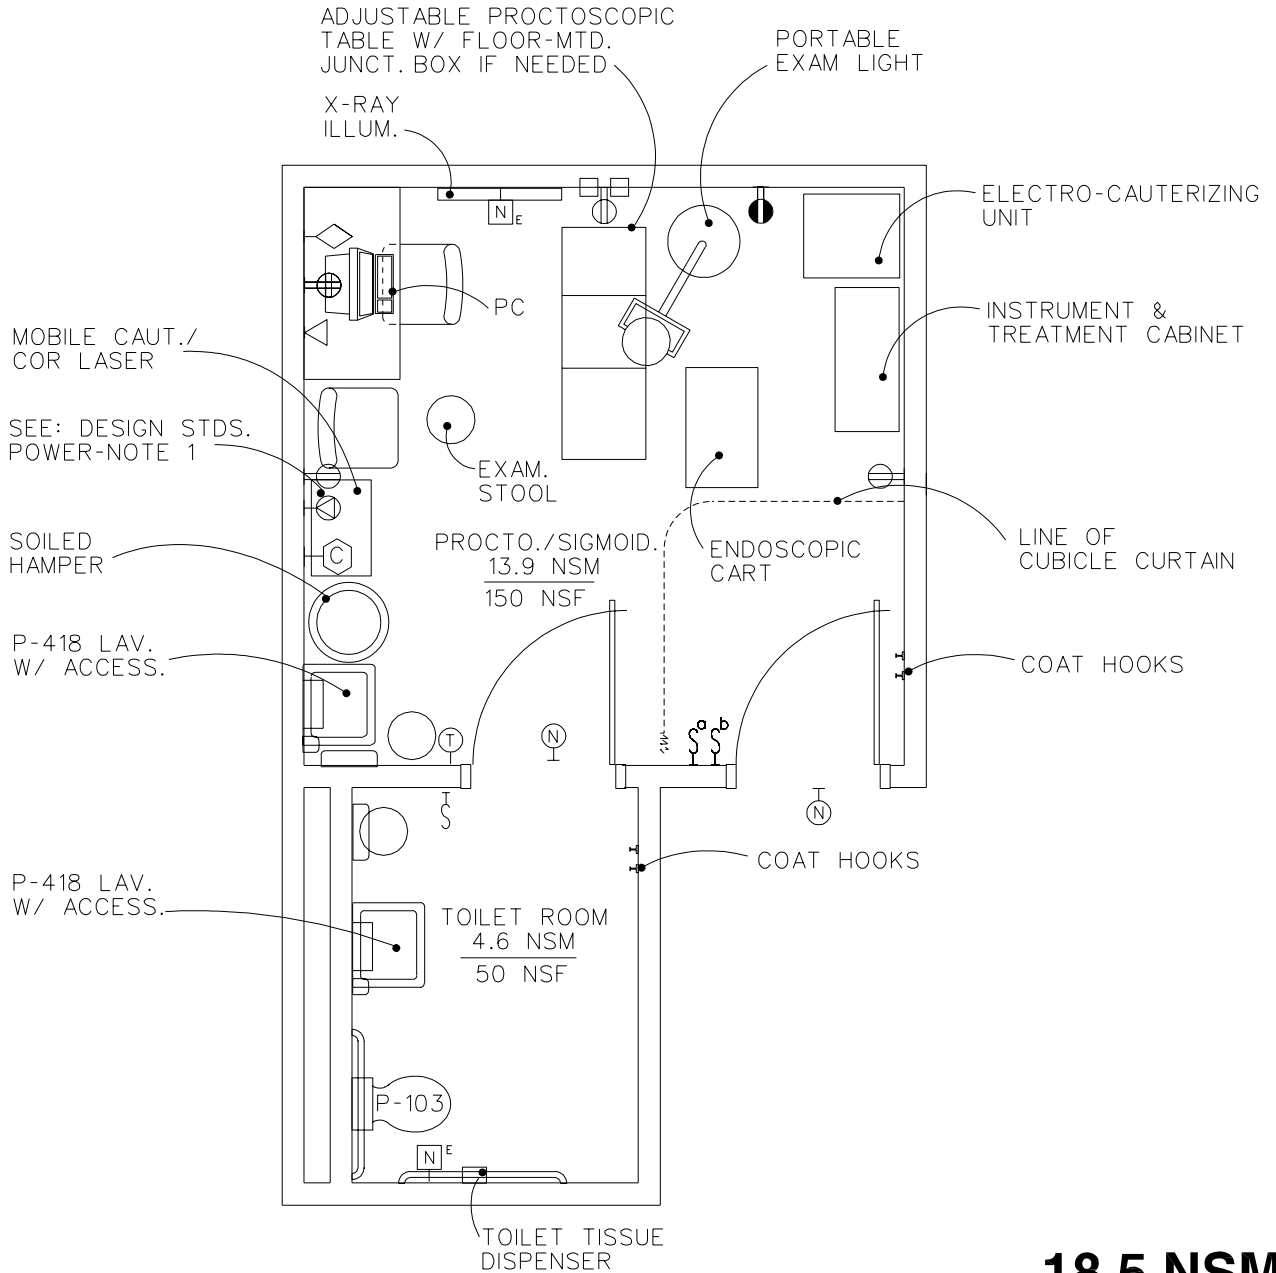 ADJUSTABLE PROCTOSCOPIC
TABLE W/ FLOOR-MTD.
JUNCT. BOX IF NEEDED
PORTABLE
EXAM LIGHT
X-RAY
ILLUM.
ELECTRO-CAUTERIZING
UNIT
N
E
PC
INSTRUMENT &
TREATMENT CABINET
MOBILE CAUT./
COR LASER
SEE: DESIGN STDS.
POWER-NOTE 1
EXAM.
STOOL
SOILED
HAMPER
C
PROCTO./SIGMOID.
13.9 NSM
150 NSF
ENDOSCOPIC
CART
LINE OF
CUBICLE CURTAIN
P-418 LAV.
W/ ACCESS.
COAT HOOKS
T
N
S a
S b
S
N
COAT HOOKS
P-418 LAV.
W/ ACCESS.
TOILET ROOM
4.6 NSM
50 NSF
P-103
N
E
TOILET TISSUE
DISPENSER
18.5 NSM